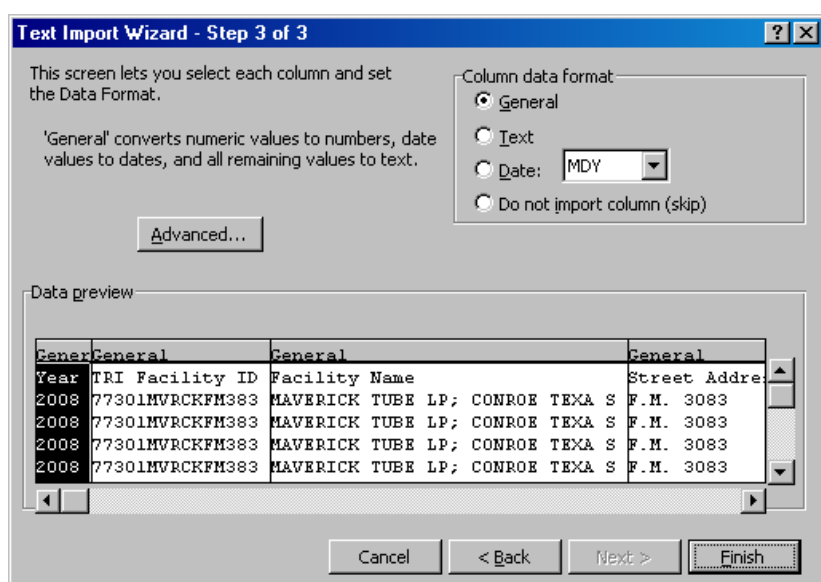 Text Import Wizard - Step 3 of 3
This screen lets you select each column and set
the Data Format.
'General' converts numeric values to numbers, date
values to dates, and all remaining values to text.
Advanced...
Column data format
General
Text
Date: MDY
Do not import column (skip)
Data preview
Gener General General General
Year TRI Facility ID Facility Name Street Addres
2008 77301MVRCKFM383 MAVERICK TUBE LP; CONROE TEXA S F.M. 3083
2008 77301MVRCKFM383 MAVERICK TUBE LP; CONROE TEXA S F.M. 3083
2008 77301MVRCKFM383 MAVERICK TUBE LP; CONROE TEXA S F.M. 3083
2008 77301MVRCKFM383 MAVERICK TUBE LP; CONROE TEXA S F.M. 3083
Cancel < Back Next > Finish